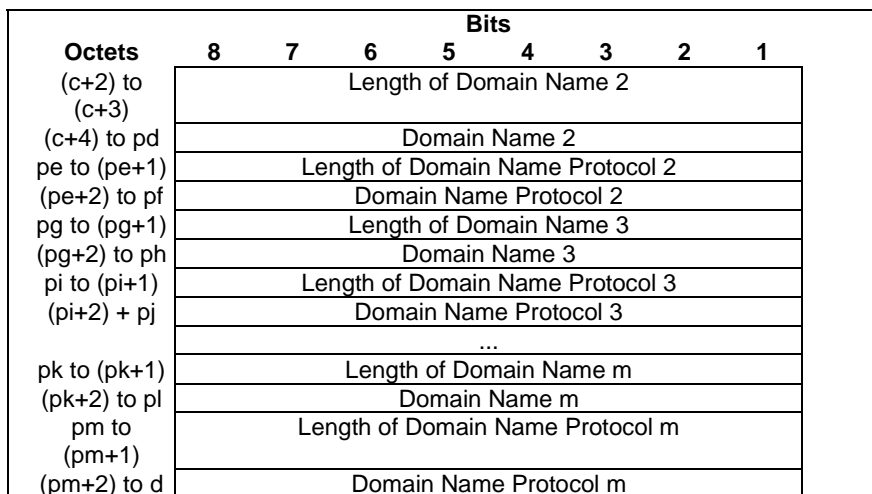 Bits
Octets 8 7 6 5 4 3 2 1
(c+2) to Length of Domain Name 2
(c+3)
(c+4) to pd Domain Name 2
pe to (pe+1) Length of Domain Name Protocol 2
(pe+2) to pf Domain Name Protocol 2
pg to (pg+1) Length of Domain Name 3
(pg+2) to ph Domain Name 3
pi to (pi+1) Length of Domain Name Protocol 3
(pi+2) + pj Domain Name Protocol 3
...
pk to (pk+1) Length of Domain Name m
(pk+2) to pl Domain Name m
pm to Length of Domain Name Protocol m
(pm+1)
(pm+2) to d Domain Name Protocol m